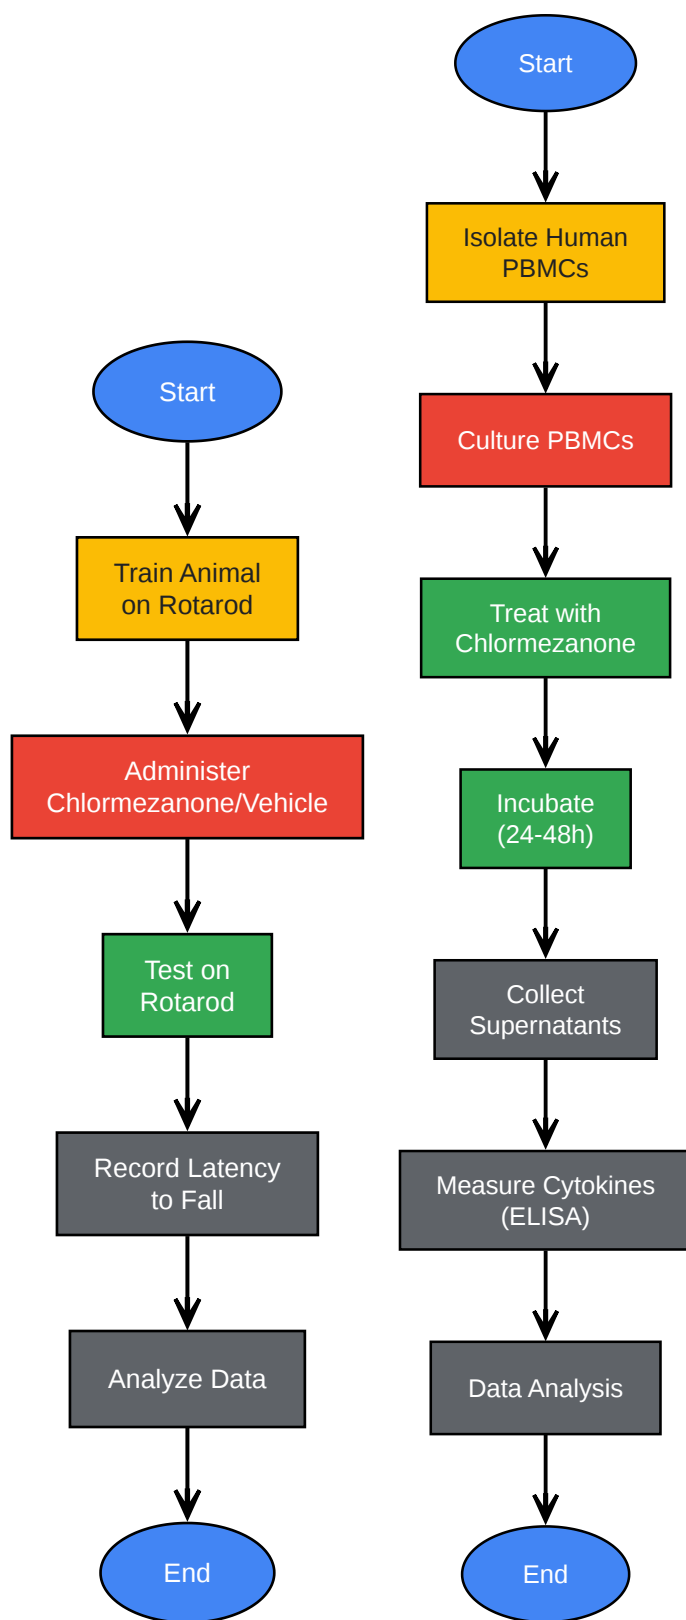 Start
Train Animal
on Rotarod
Administer
Chlormezanone/Vehicle
Test on
Rotarod
Record Latency
to Fall
Analyze Data
End
Start
Isolate Human
PBMCs
Culture PBMCs
Treat with
Chlormezanone
Incubate
(24-48h)
Collect
Supernatants
Measure Cytokines
(ELISA)
Data Analysis
End